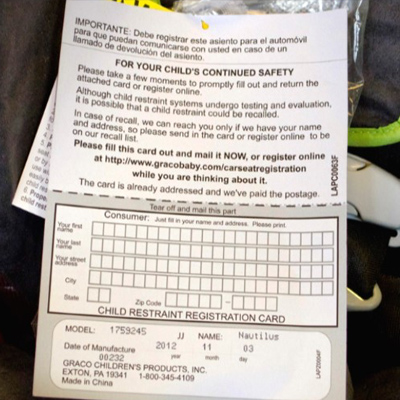 IMPORTANTE: Debe registrar este asiento para el automóvil
para que puedan comunicarse con usted en caso de un
llamado de devolución del asiento.
FOR YOUR CHILD'S CONTINUED SAFETY
Please take a few moments to promptly fill out and return the
attached card or register online.
Although child restraint systems undergo testing and evaluation,
it is possible that a child restraint could be recalled.
In case of recall, we can reach you only if we have your name
and address, so please send in the card or register online to be
on our recall list.
Please fill this card out and mail it NOW, or register online
at http://www.gracobaby.com/carseatregistration
while you are thinking about it.
The card is already addressed and we've paid the postage.
LAPC0063F
Tear off and mail this part
Consumer: Just fill in your name and address. Please print.
Your first
name
Your last
name
Your street
address
City
State
Zip Code
CHILD RESTRAINT REGISTRATION CARD
MODEL: 1759245 JJ NAME: Nautilus
Date of Manufacture 2012 11 03
00232 year month day
GRACO CHILDREN'S PRODUCTS, INC.
EXTON, PA 19341 1-800-345-4109
Made in China